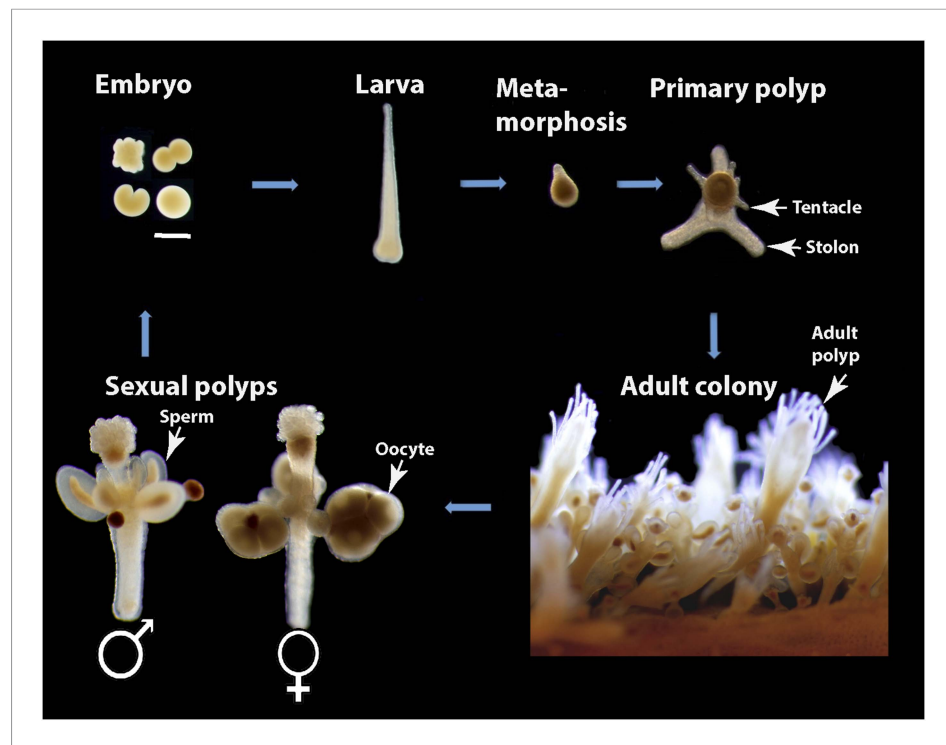 Embryo
Larva
Meta-
morphosis
Primary polyp
Tentacle
Stolon
Adult
polyp
Adult colony
Sexual polyps
Sperm
Oocyte
♂
♀